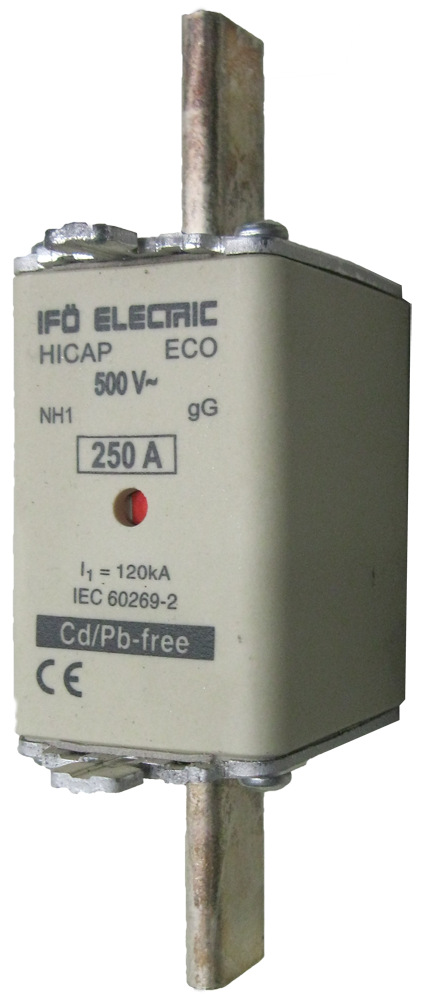 IFÖ ELECTRIC
HICAP ECO
500 V~
NH1 gG
250 A
I₁ = 120kA
IEC 60269-2
Cd/Pb-free
CE